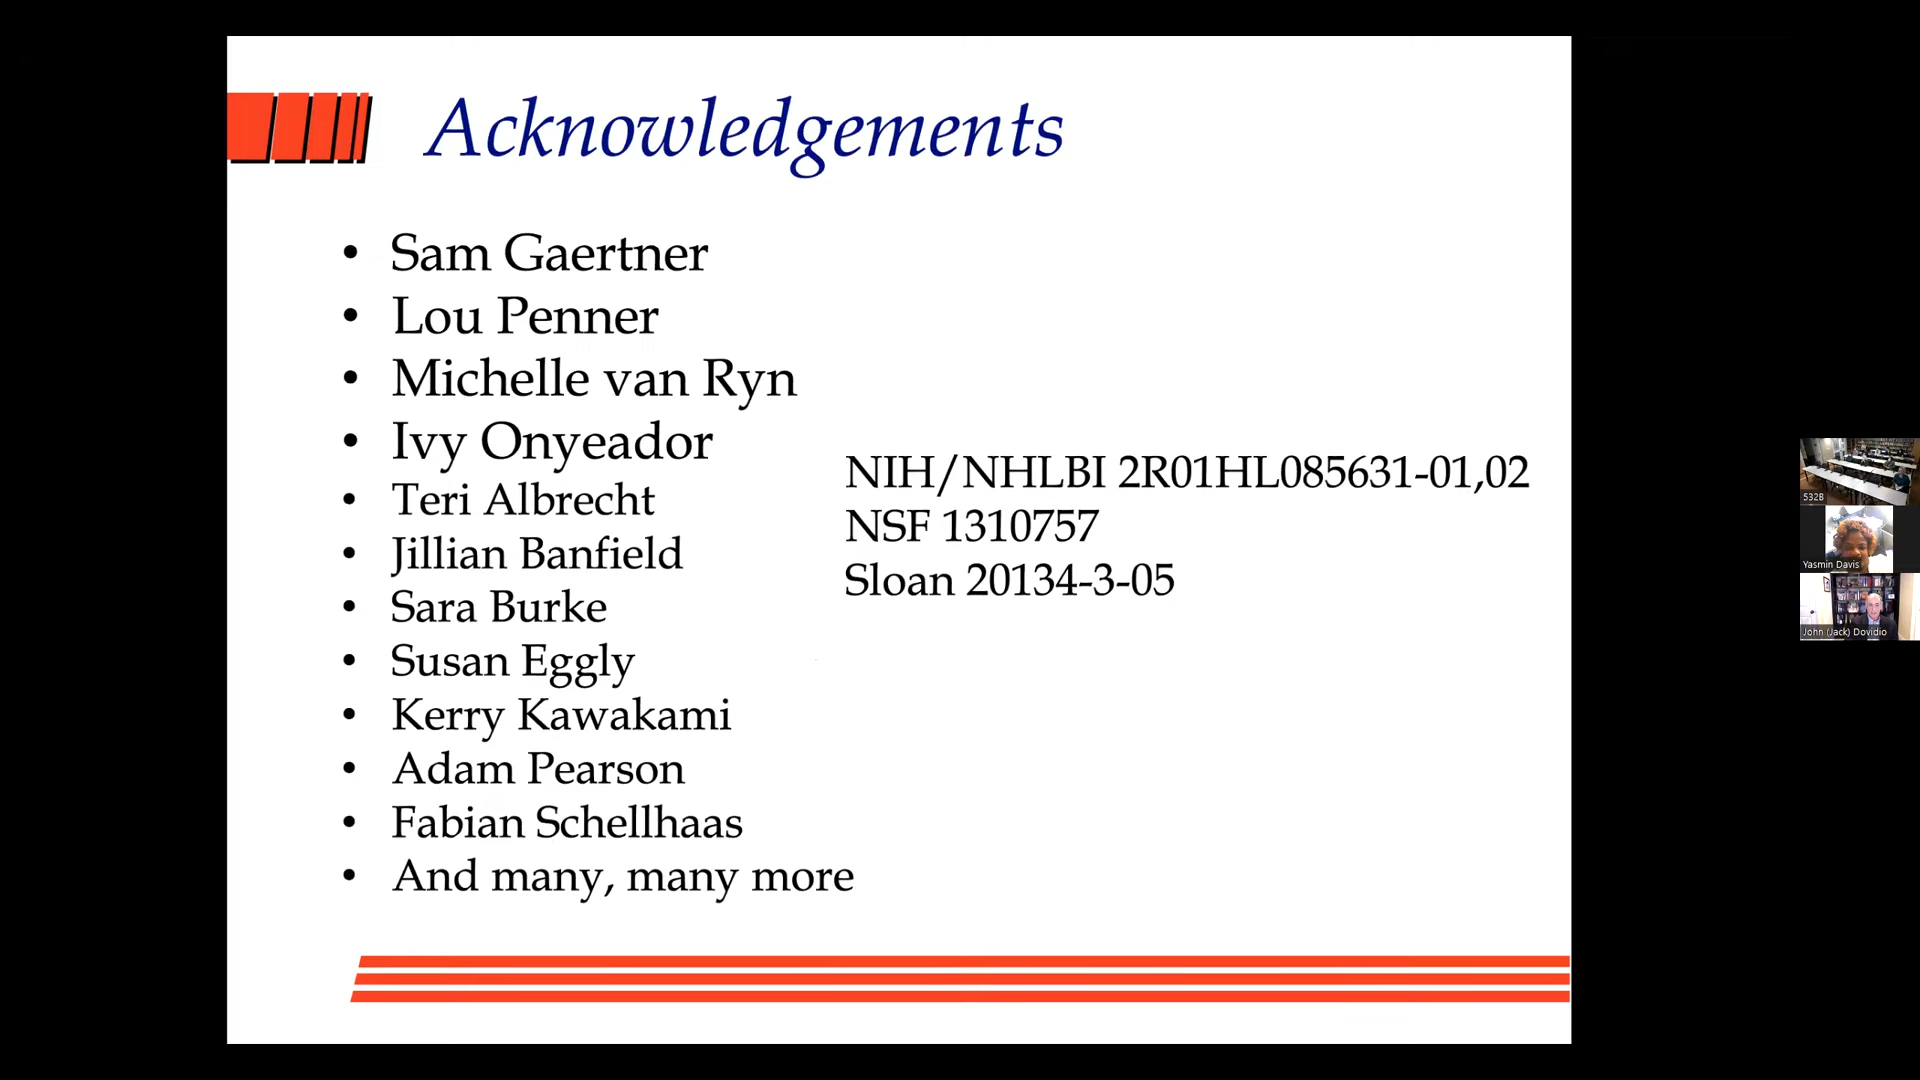 Acknowledgements
• Sam Gaertner
• Lou Penner
• Michelle van Ryn
• Ivy Onyeador
• Teri Albrecht
• Jillian Banfield
• Sara Burke
• Susan Eggly
• Kerry Kawakami
• Adam Pearson
• Fabian Schellhaas
• And many, many more
NIH/NHLBI 2R01HL085631-01,02
NSF 1310757
Sloan 20134-3-05
532B
Yasmin Davis
John (Jack) Dovidio